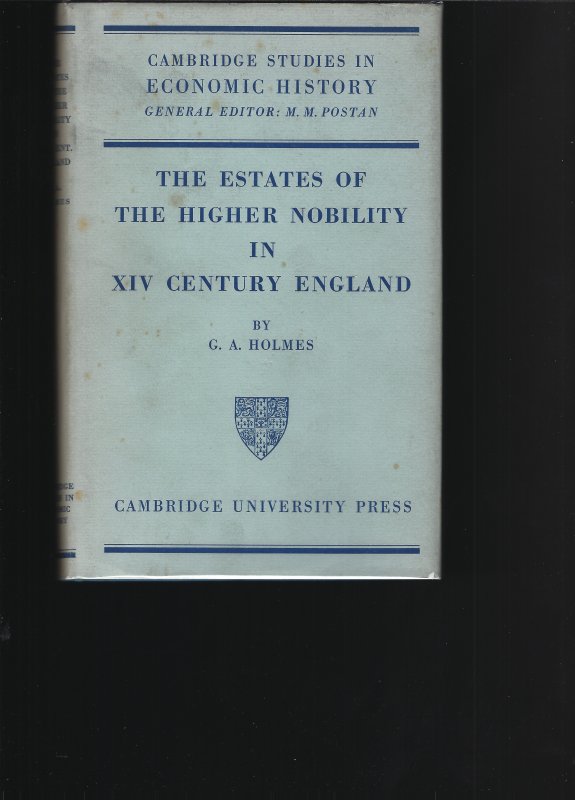 CAMBRIDGE STUDIES IN
ECONOMIC HISTORY
GENERAL EDITOR: M. M. POSTAN
THE ESTATES OF
THE HIGHER NOBILITY
IN
XIV CENTURY ENGLAND
BY
G. A. HOLMES
CAMBRIDGE UNIVERSITY PRESS